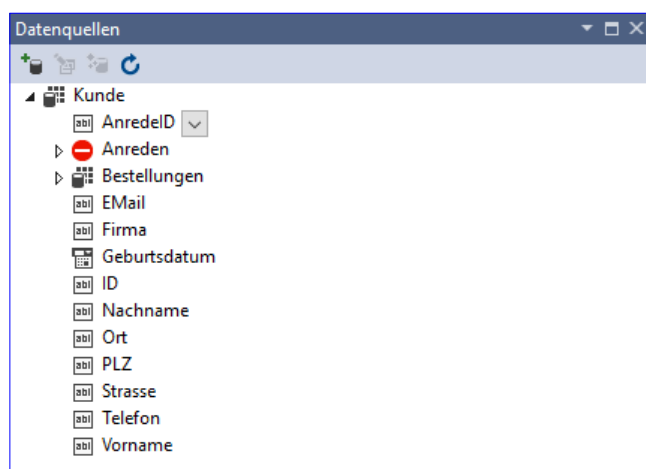 Datenquellen
Kunde
AnredeID
Anreden
Bestellungen
EMail
Firma
Geburtsdatum
ID
Nachname
Ort
PLZ
Strasse
Telefon
Vorname